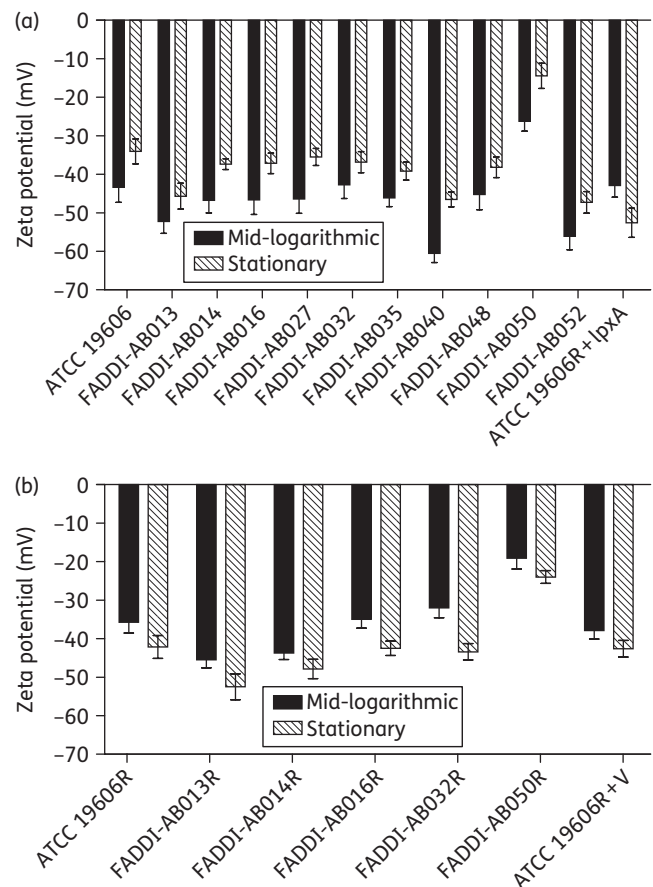 (a)
0
−10
−20
−30
−40
−50
−60
−70
Zeta potential (mV)
Mid-logarithmic
Stationary
ATCC 19606
FADDI-AB013
FADDI-AB014
FADDI-AB016
FADDI-AB027
FADDI-AB032
FADDI-AB035
FADDI-AB040
FADDI-AB048
FADDI-AB050
FADDI-AB052
ATCC 19606R+lpxA
(b)
0
−10
−20
−30
−40
−50
−60
−70
Zeta potential (mV)
Mid-logarithmic
Stationary
ATCC 19606R
FADDI-AB013R
FADDI-AB014R
FADDI-AB016R
FADDI-AB032R
FADDI-AB050R
ATCC 19606R+V